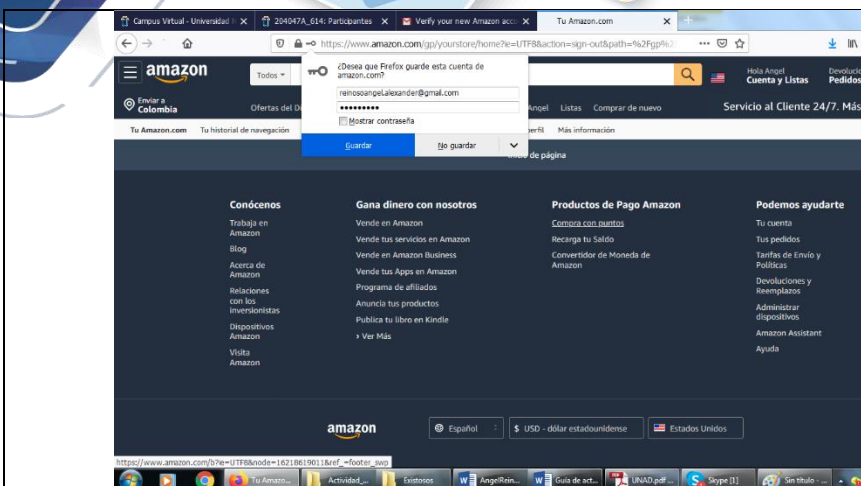 Campus Virtual - Universidad
204047A_614: Participantes
Verify your new Amazon acco
Tu Amazon.com
https://www.amazon.com/gp/yourstore/home?ie=UTF8&action=sign-out&path=%2Fgp%2
amazon
Todos
¿Desea que Firefox guarde esta cuenta de
amazon.com?
reinosoangel.alexander@gmail.com
•••••••••
Mostrar contraseña
Guardar
No guardar
Hola Angel
Cuenta y Listas
Devolucio
Pedidos
Enviar a
Colombia
Ofertas del
Angel
Listas
Comprar de nuevo
Servicio al Cliente 24/7. Más
Tu Amazon.com
Tu historial de navegación
Más información
de página
Conócenos
Trabaja en
Amazon
Blog
Acerca de
Amazon
Relaciones
con los
inversionistas
Dispositivos
Amazon
Visita
Amazon
Gana dinero con nosotros
Vende en Amazon
Vende tus servicios en Amazon
Vende en Amazon Business
Vende tus Apps en Amazon
Programa de afiliados
Anuncia tus productos
Publica tu libro en Kindle
› Ver Más
Productos de Pago Amazon
Compra con puntos
Recarga tu Saldo
Convertidor de Moneda de
Amazon
Podemos ayudarte
Tu cuenta
Tus pedidos
Tarifas de Envío y
Políticas
Devoluciones y
Reemplazos
Administrar
dispositivos
Amazon Assistant
Ayuda
amazon
Español
$ USD - dólar estadounidense
Estados Unidos
https://www.amazon.com/b?ie=UTF8&node=16218619011&ref_=footer_swp
Tu Amazo...
Actividad_...
Existosos
AngelRein...
Guia de act...
UNAD.pdf ...
Skype [1]
Sin título - ...